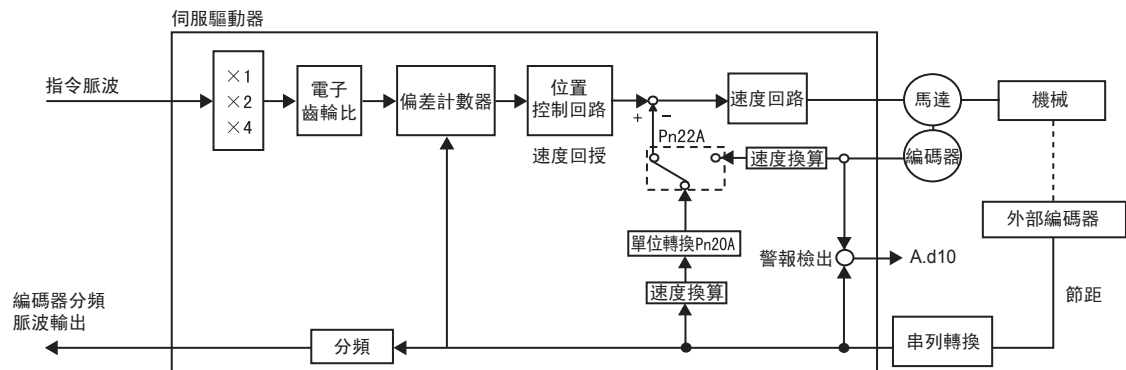 伺服驅動器
指令脈波
×1
×2
×4
電子
齒輪比
偏差計數器
位置
控制回路
+
−
速度回路
馬達
機械
Pn22A
速度回授
速度換算
編碼器
外部編碼器
單位轉換Pn20A
警報檢出
A.d10
速度換算
節距
編碼器分頻
脈波輸出
分頻
串列轉換